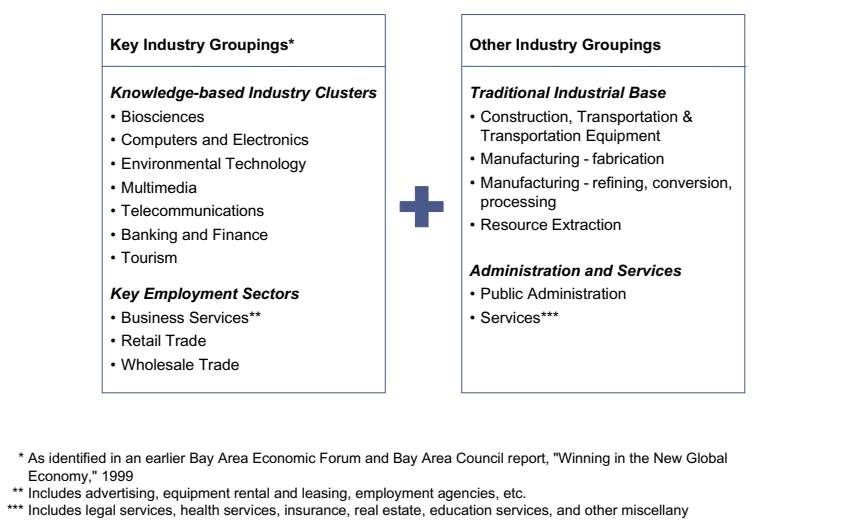 Key Industry Groupings*
Knowledge-based Industry Clusters
• Biosciences
• Computers and Electronics
• Environmental Technology
• Multimedia
• Telecommunications
• Banking and Finance
• Tourism
Key Employment Sectors
• Business Services**
• Retail Trade
• Wholesale Trade
Other Industry Groupings
Traditional Industrial Base
• Construction, Transportation &
Transportation Equipment
• Manufacturing - fabrication
• Manufacturing - refining, conversion,
processing
• Resource Extraction
Administration and Services
• Public Administration
• Services***
* As identified in an earlier Bay Area Economic Forum and Bay Area Council report, "Winning in the New Global
Economy," 1999
** Includes advertising, equipment rental and leasing, employment agencies, etc.
*** Includes legal services, health services, insurance, real estate, education services, and other miscellany